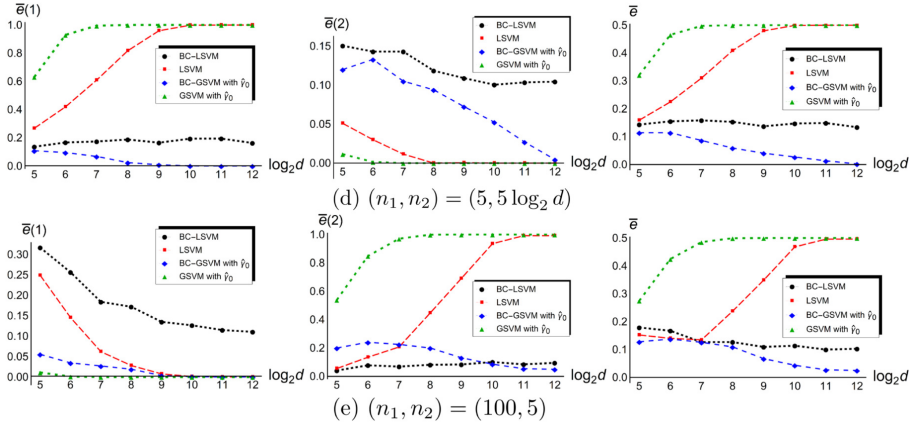 e̅(1)
1.0
0.8
0.6
0.4
0.2
0.0
5 6 7 8 9 10 11 12
log₂d
BC–LSVM
LSVM
BC–GSVM with γ̂₀
GSVM with γ̂₀
e̅(2)
0.15
0.10
0.05
0.00
5 6 7 8 9 10 11 12
log₂d
BC–LSVM
LSVM
BC–GSVM with γ̂₀
GSVM with γ̂₀
e̅
0.5
0.4
0.3
0.2
0.1
0.0
5 6 7 8 9 10 11 12
log₂d
BC–LSVM
LSVM
BC–GSVM with γ̂₀
GSVM with γ̂₀
(d) (n₁, n₂) = (5, 5 log₂ d)
e̅(1)
0.30
0.25
0.20
0.15
0.10
0.05
0.00
5 6 7 8 9 10 11 12
log₂d
BC–LSVM
LSVM
BC–GSVM with γ̂₀
GSVM with γ̂₀
e̅(2)
1.0
0.8
0.6
0.4
0.2
0.0
5 6 7 8 9 10 11 12
log₂d
BC–LSVM
LSVM
BC–GSVM with γ̂₀
GSVM with γ̂₀
e̅
0.5
0.4
0.3
0.2
0.1
0.0
5 6 7 8 9 10 11 12
log₂d
BC–LSVM
LSVM
BC–GSVM with γ̂₀
GSVM with γ̂₀
(e) (n₁, n₂) = (100, 5)